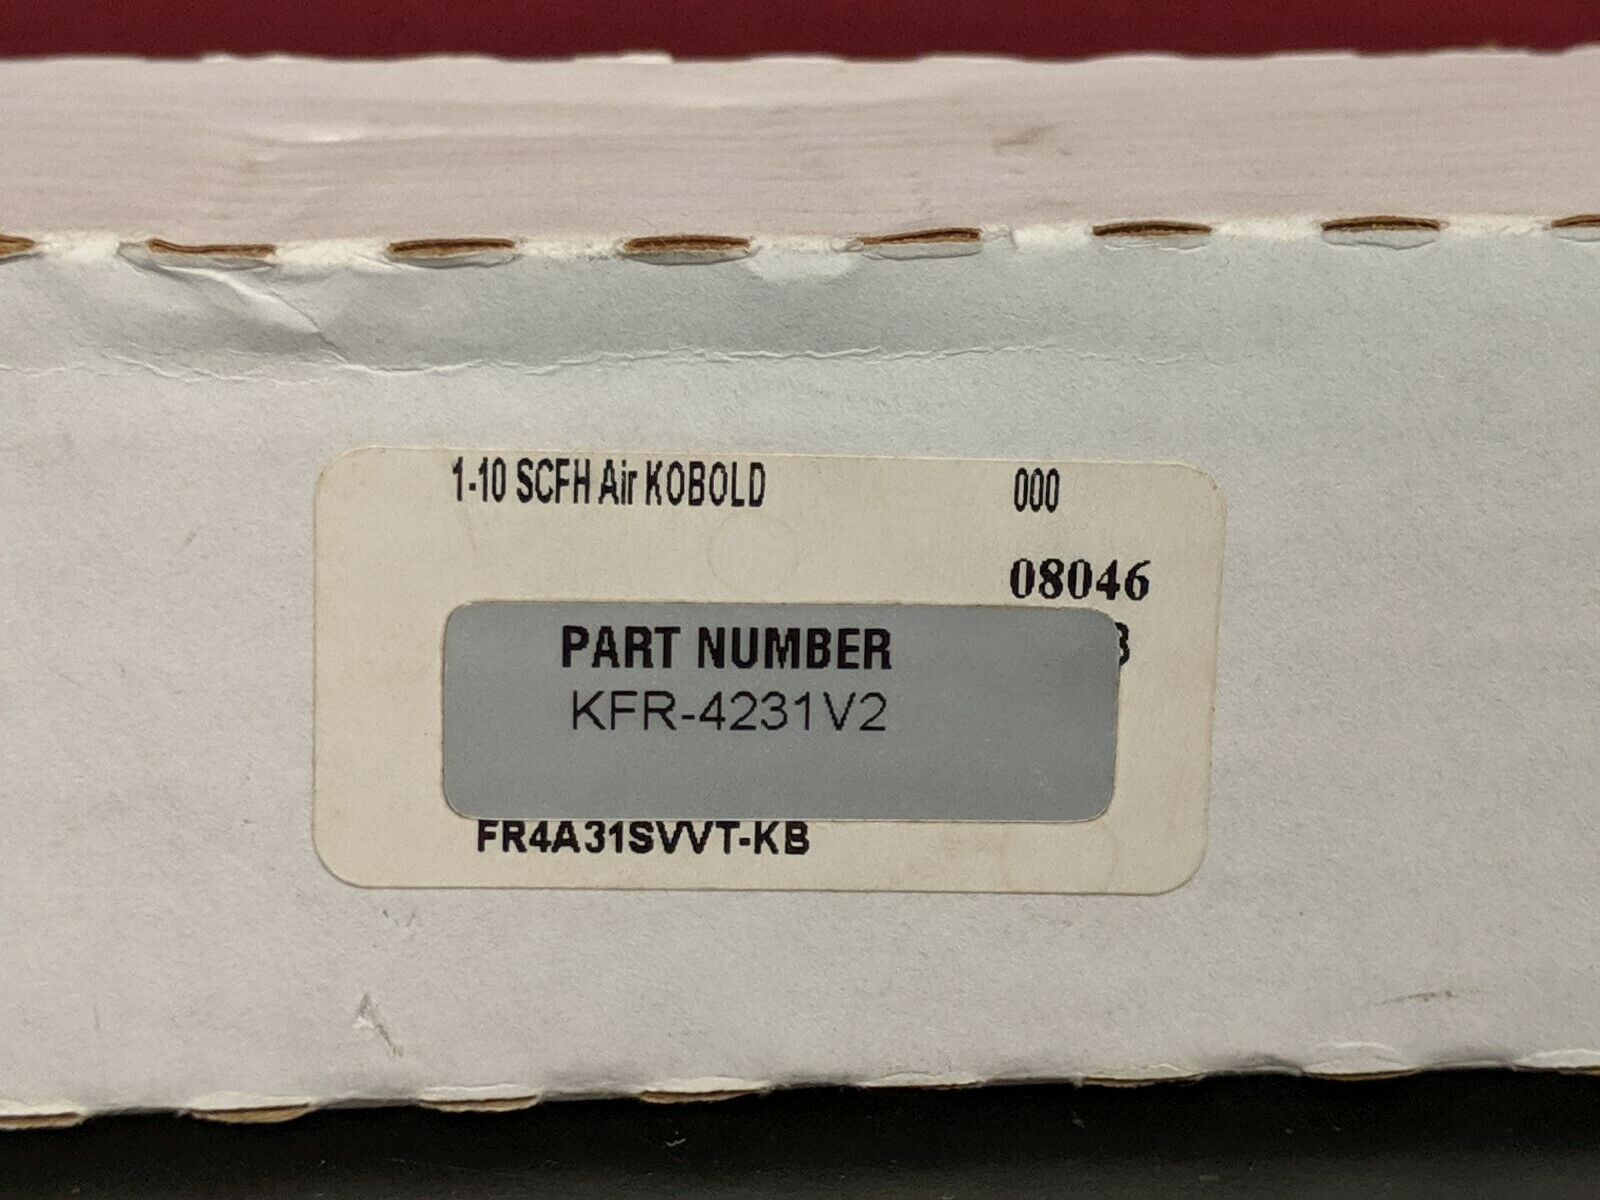 1-10 SCFH Air KOBOLD 000
08046
PART NUMBER
KFR-4231V2
FR4A31SVVT-KB